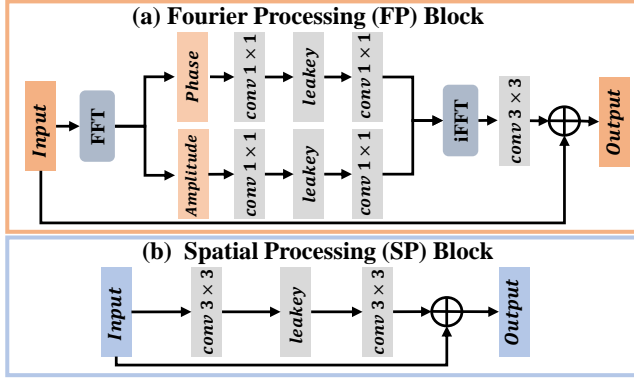 (a) Fourier Processing (FP) Block
Input
FFT
Phase
conv 1 × 1
leakey
conv 1 × 1
Amplitude
conv 1 × 1
leakey
conv 1 × 1
iFFT
conv 3 × 3
Output
(b) Spatial Processing (SP) Block
Input
conv 3 × 3
leakey
conv 3 × 3
Output